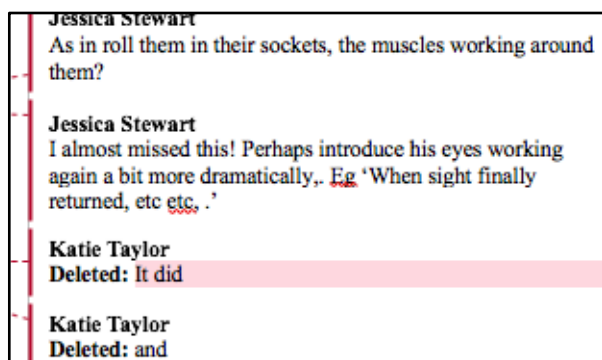 Jessica Stewart
As in roll them in their sockets, the muscles working around
them?
Jessica Stewart
I almost missed this! Perhaps introduce his eyes working
again a bit more dramatically,. Eg ‘When sight finally
returned, etc etc, .’
Katie Taylor
Deleted: It did
Katie Taylor
Deleted: and